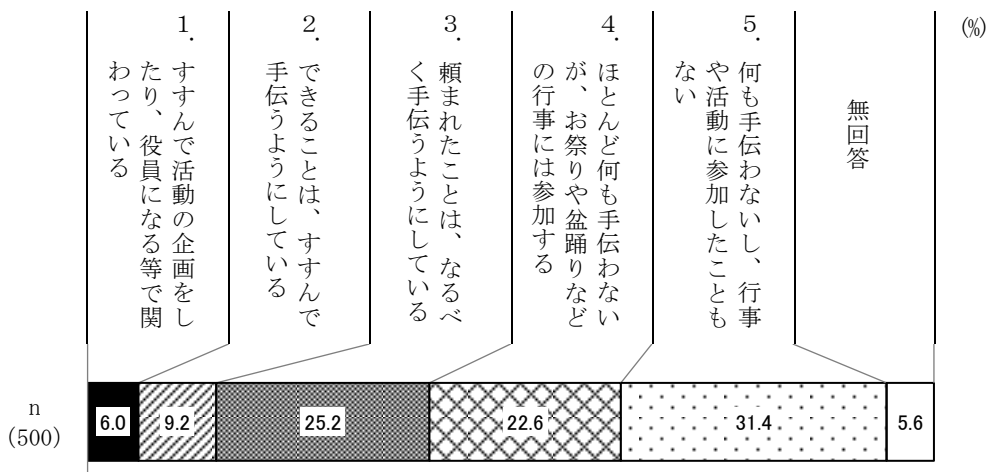 (%)
1.
すすんで活動の企画をし
たり、役員になる等で関
わっている
2.
できることは、すすんで
手伝うようにしている
3.
頼まれたことは、なるべ
く手伝うようにしている
4.
ほとんど何も手伝わない
が、お祭りや盆踊りなど
の行事には参加する
5.
何も手伝わないし、行事
や活動に参加したことも
ない
無回答
n
(500)
6.0
9.2
25.2
22.6
31.4
5.6